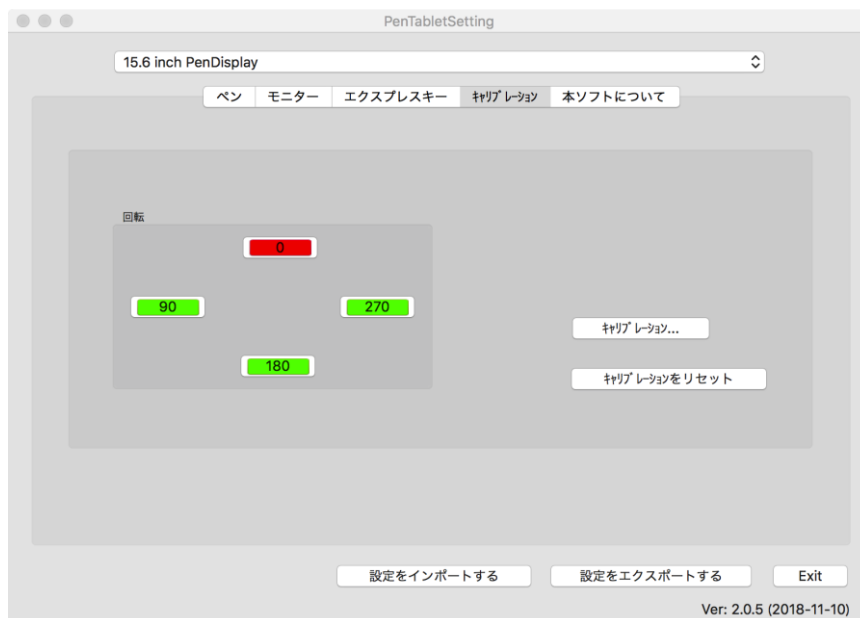 PenTabletSetting
15.6 inch PenDisplay
ペン モニター エクスプレスキー ｷｬﾘﾌﾞﾚｰｼｮﾝ 本ソフトについて
回転
0
90 270
ｷｬﾘﾌﾞﾚｰｼｮﾝ...
180
ｷｬﾘﾌﾞﾚｰｼｮﾝをリセット
設定をインポートする 設定をエクスポートする Exit
Ver: 2.0.5 (2018-11-10)